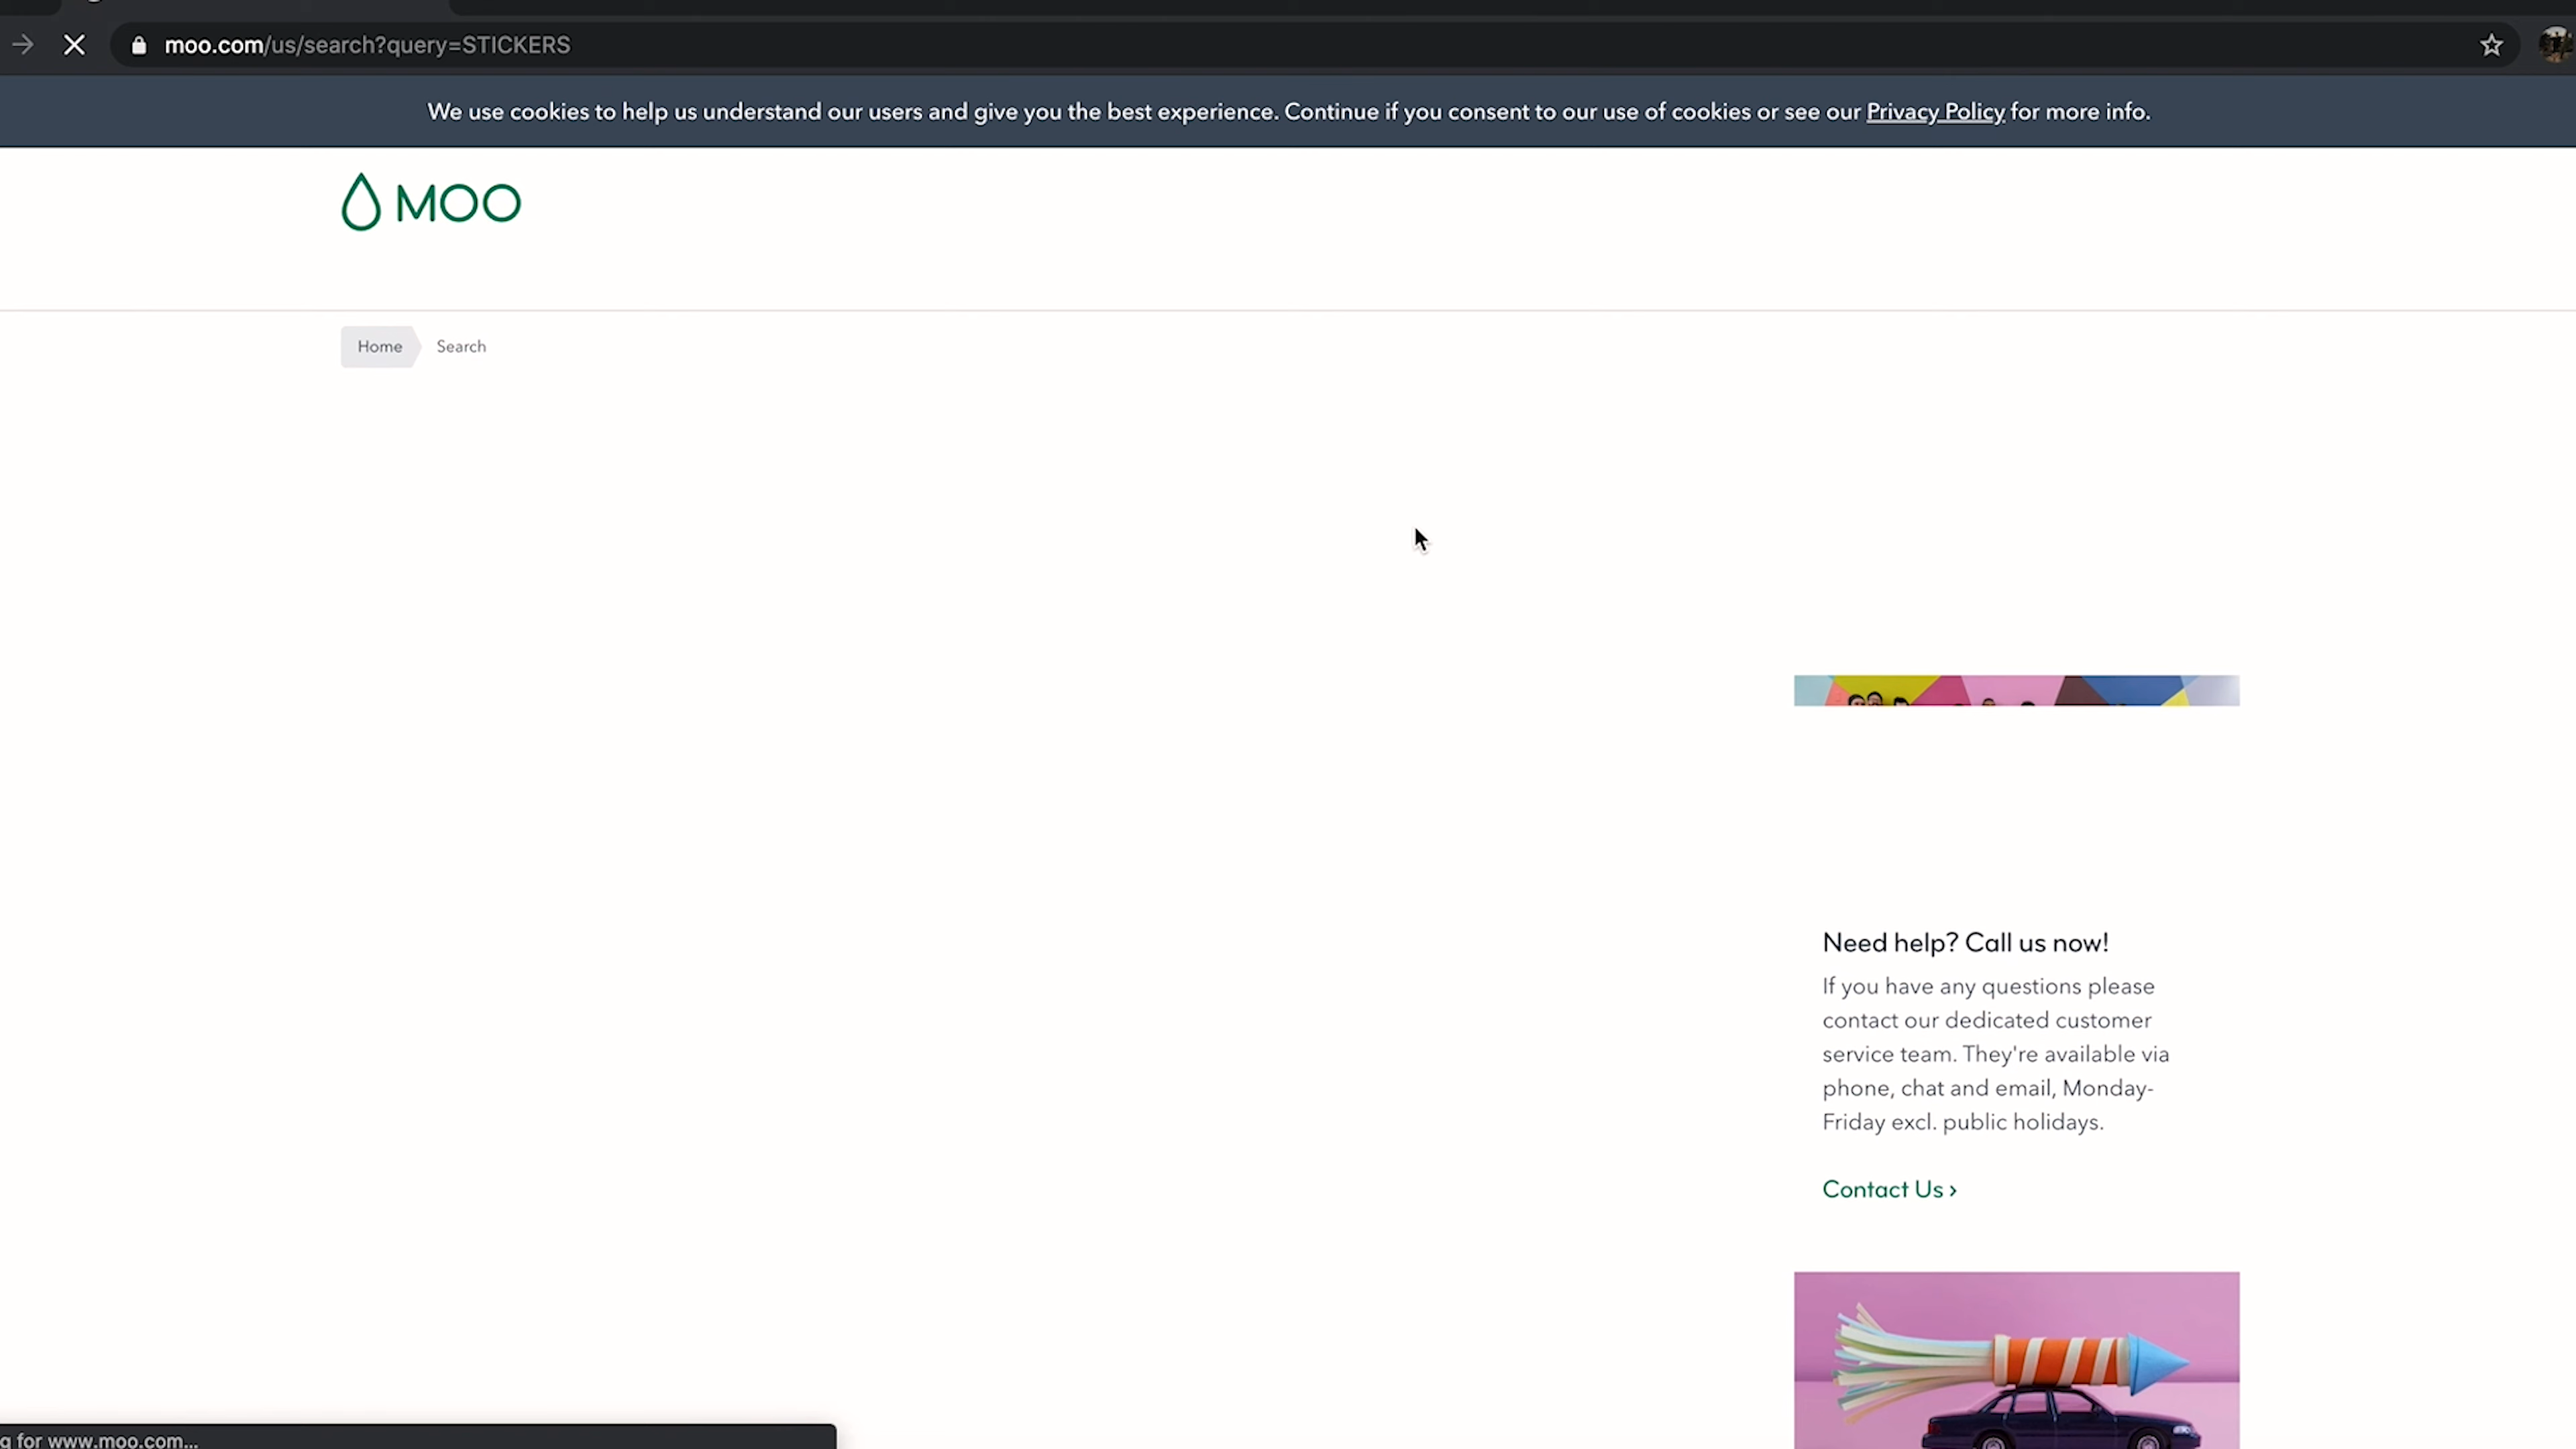 moo.com/us/search?query=STICKERS
We use cookies to help us understand our users and give you the best experience. Continue if you consent to our use of cookies or see our Privacy Policy for more info.
MOO
Home Search
Need help? Call us now!
If you have any questions please
contact our dedicated customer
service team. They're available via
phone, chat and email, Monday-
Friday excl. public holidays.
Contact Us ›
g for www.moo.com...